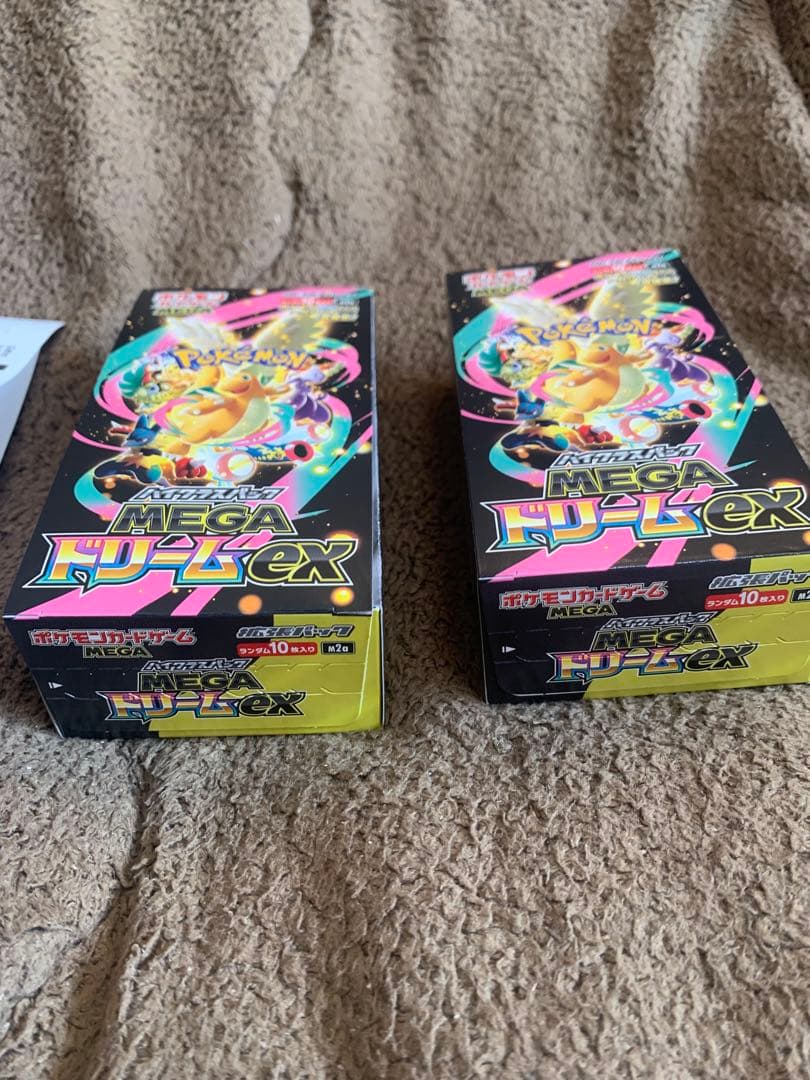 ポケモン
MEGA
POKÉMON
ハイクラスパック
MEGA
ドリームex
ポケモンカードゲーム
MEGA
拡張パック
ランダム10枚入り
M2a
ハイクラスパック
MEGA
ドリームex
POKÉMON
ハイクラスパック
MEGA
ドリームex
ポケモンカードゲーム
MEGA
拡張パック
ランダム10枚入り
ハイクラスパック
MEGA
ドリームex